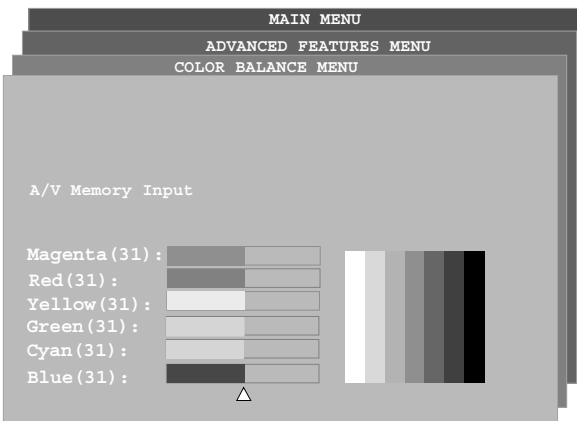 MAIN MENU
ADVANCED FEATURES MENU
COLOR BALANCE MENU
A/V Memory Input
Magenta(31):
Red(31):
Yellow(31):
Green(31):
Cyan(31):
Blue(31):